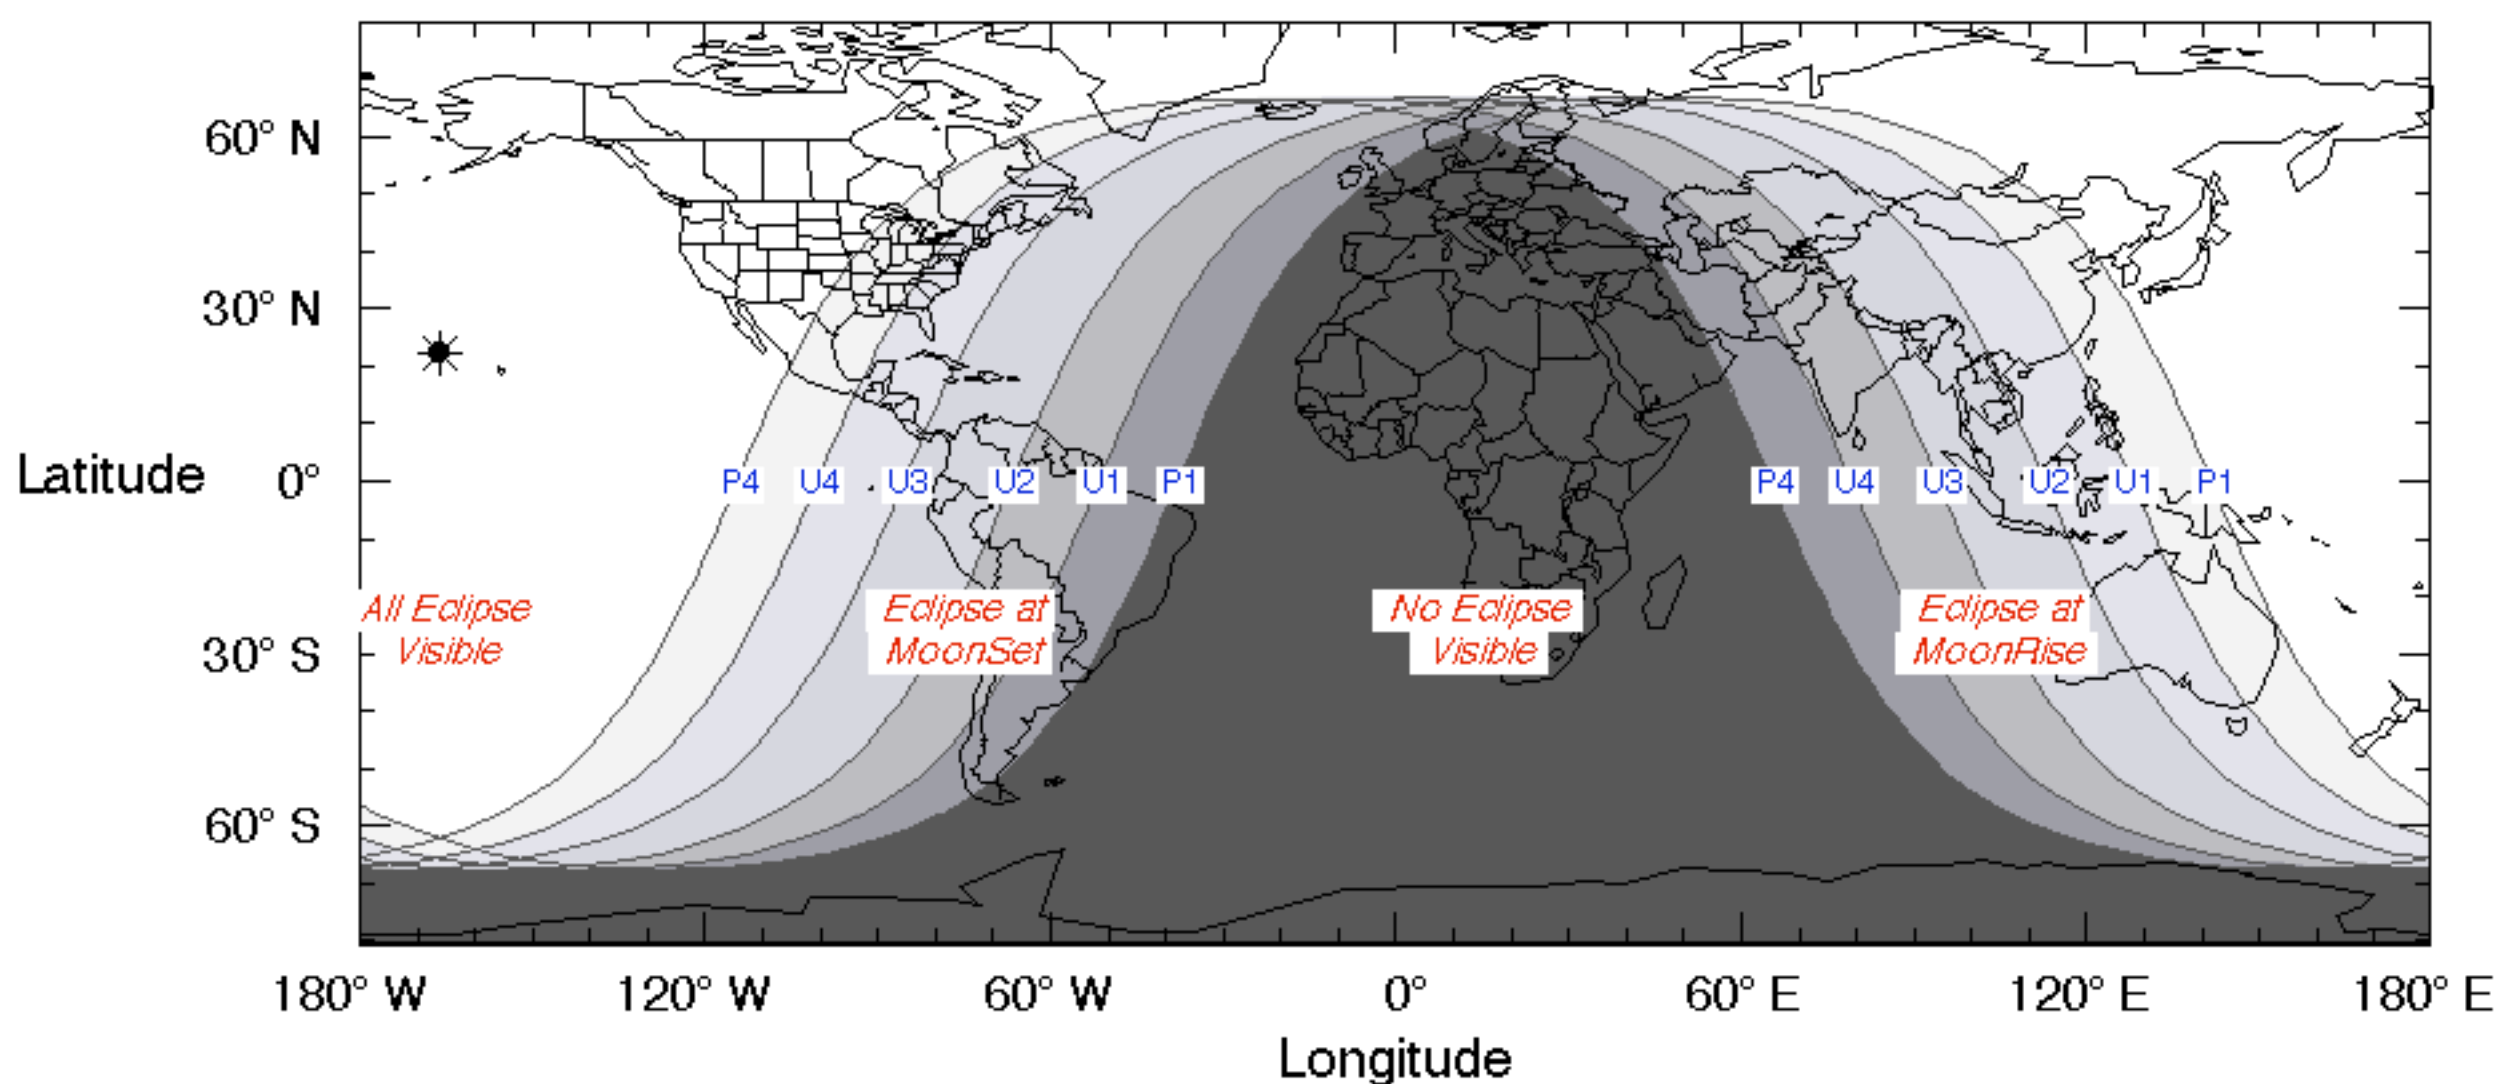 60° N
30° N
Latitude 0°
P4 U4 U3 U2 U1 P1 P4 U4 U3 U2 U1 P1
All Eclipse
Visible
Eclipse at
MoonSet
No Eclipse
Visible
Eclipse at
MoonRise
30° S
60° S
180° W 120° W 60° W 0° 60° E 120° E 180° E
Longitude